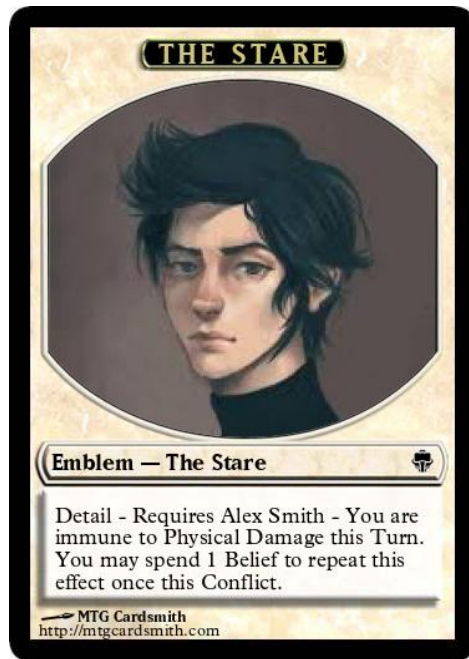 THE STARE
Emblem — The Stare
Detail - Requires Alex Smith - You are
immune to Physical Damage this Turn.
You may spend 1 Belief to repeat this
effect once this Conflict.
MTG Cardsmith
http://mtgcardsmith.com